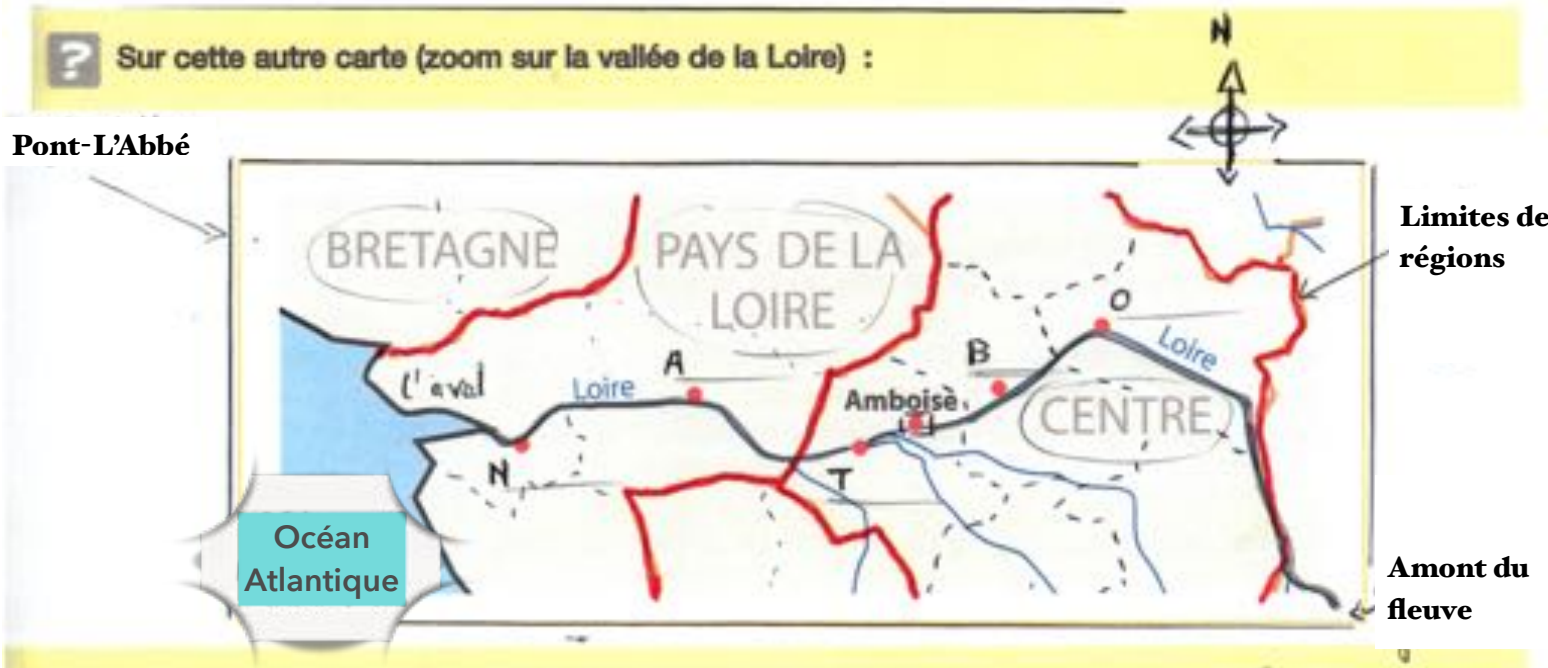 ?
Sur cette autre carte (zoom sur la vallée de la Loire) :
N
Pont-L'Abbé
BRETAGNE
PAYS DE LA
LOIRE
Limites de
régions
O
Loire
A
B
l'aval
Loire
Amboise
CENTRE
N
T
Océan
Atlantique
Amont du
fleuve